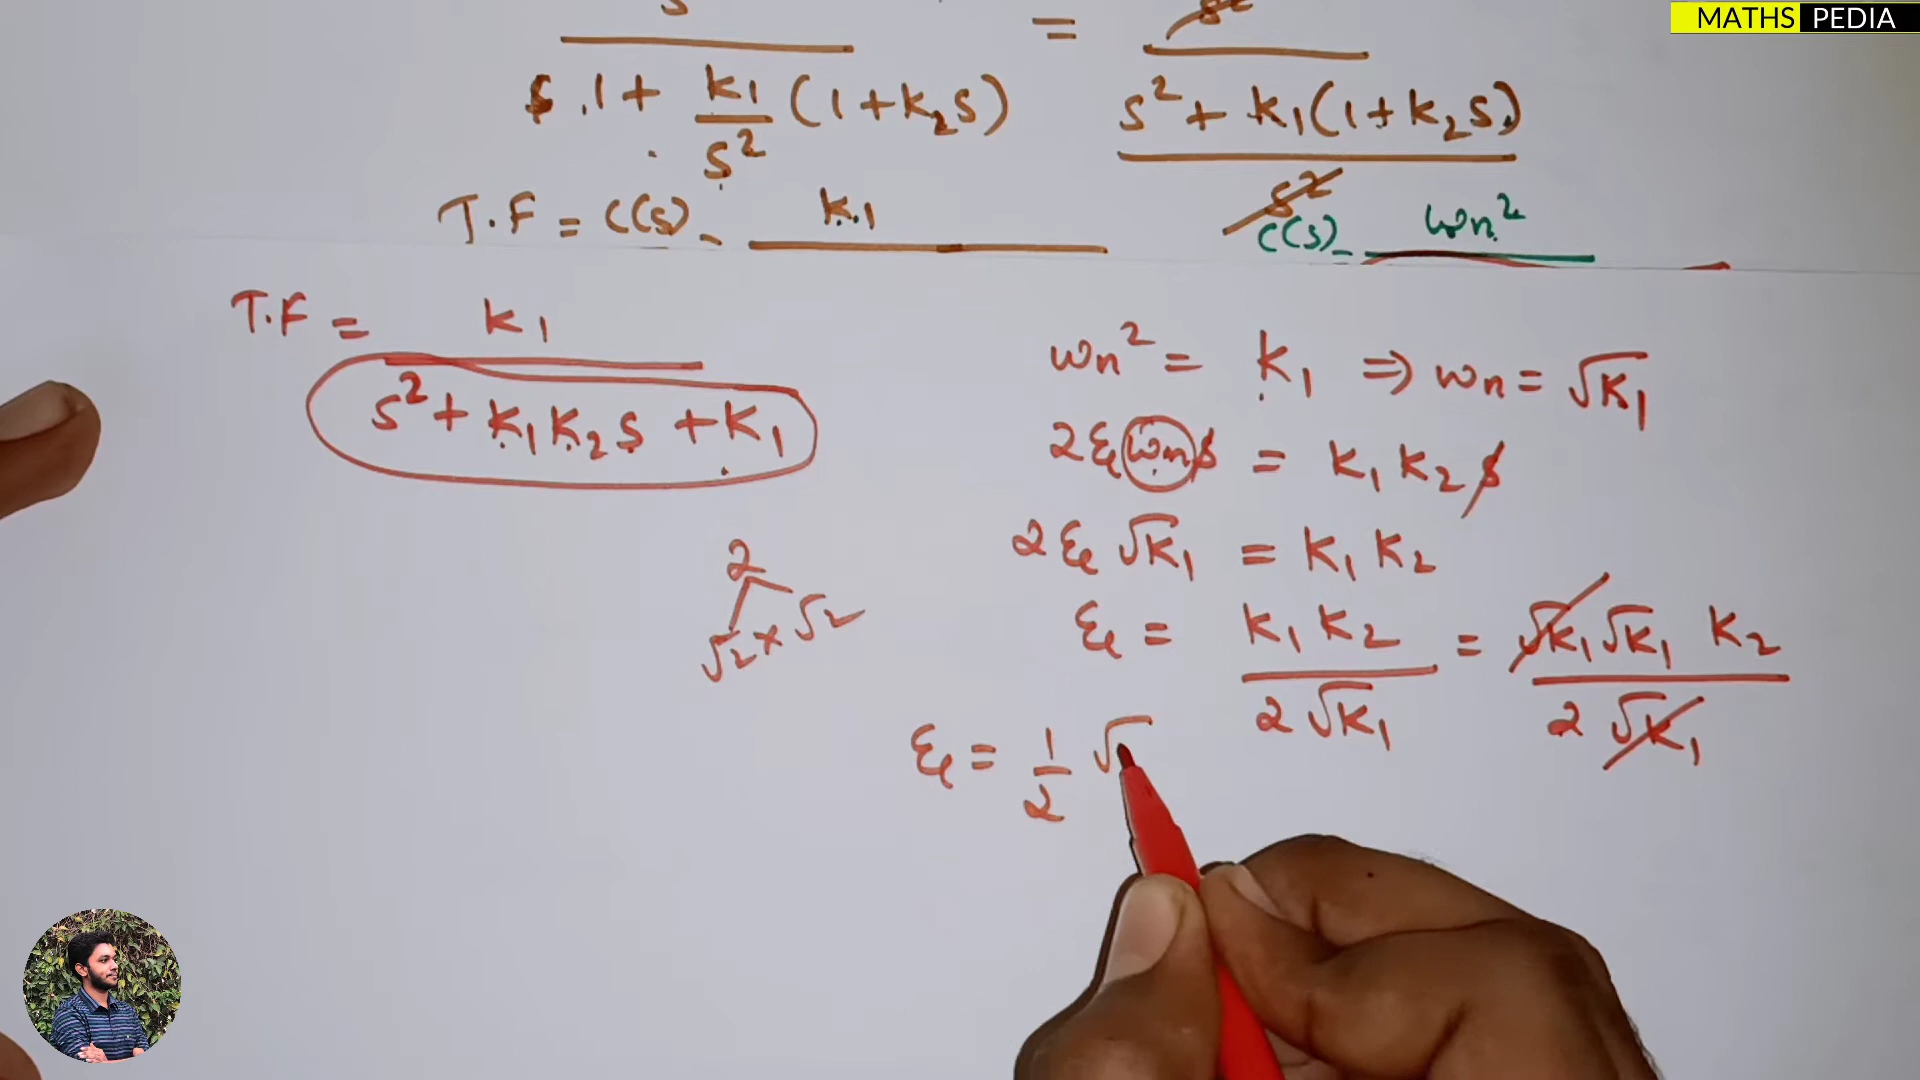 MATHS PEDIA
s = s²
s . 1 + k₁/s² (1 + k₂s)
s² + k₁(1 + k₂s) / s²
T.F = C(s) - k₁
C(s) - ωn²
T.F = k₁ / s² + k₁k₂s + k₁
ωn² = k₁ ⇒ ωn = √k₁
2ξωns = k₁k₂s
2ξ√k₁ = k₁k₂
2
√2 × √2
ξ = k₁k₂ / 2√k₁ = √k₁√k₁ k₂ / 2√k₁
ξ = 1/2 √